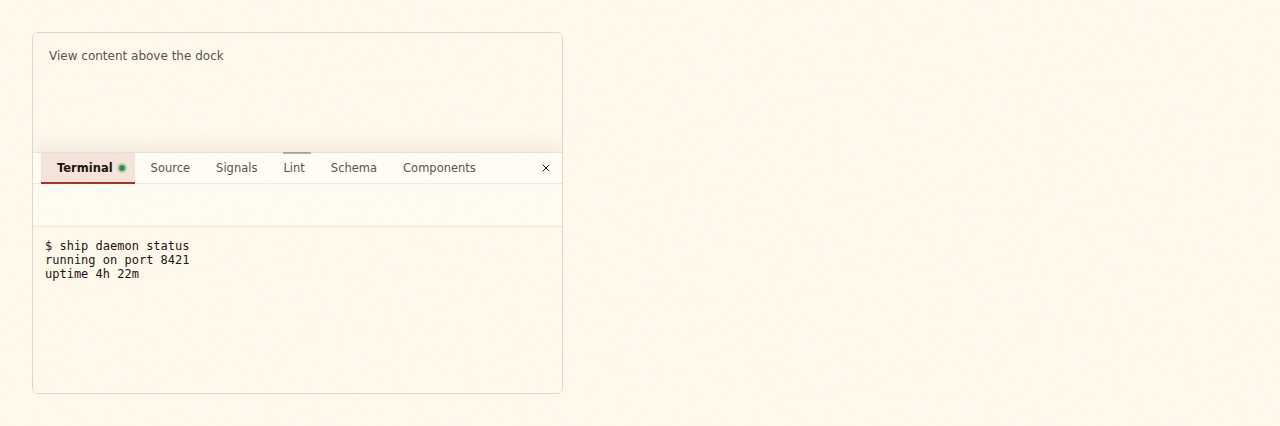 View content above the dock
Terminal Source Signals Lint Schema Components ×
$ ship daemon status
running on port 8421
uptime 4h 22m